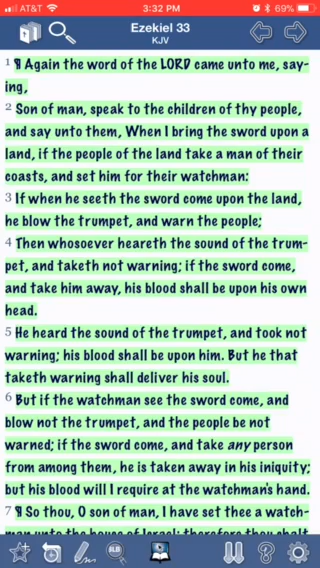 AT&T 3:32 PM 69%
Ezekiel 33
KJV
1 ¶ Again the word of the LORD came unto me, say-
ing,
2 Son of man, speak to the children of thy people,
and say unto them, When I bring the sword upon a
land, if the people of the land take a man of their
coasts, and set him for their watchman:
3 If when he seeth the sword come upon the land,
he blow the trumpet, and warn the people;
4 Then whosoever heareth the sound of the trum-
pet, and taketh not warning; if the sword come,
and take him away, his blood shall be upon his own
head.
5 He heard the sound of the trumpet, and took not
warning; his blood shall be upon him. But he that
taketh warning shall deliver his soul.
6 But if the watchman see the sword come, and
blow not the trumpet, and the people be not
warned; if the sword come, and take any person
from among them, he is taken away in his iniquity;
but his blood will I require at the watchman's hand.
7 ¶ So thou, O son of man, I have set thee a watch-
man unto the house of Israel; therefore thou shalt
SLB